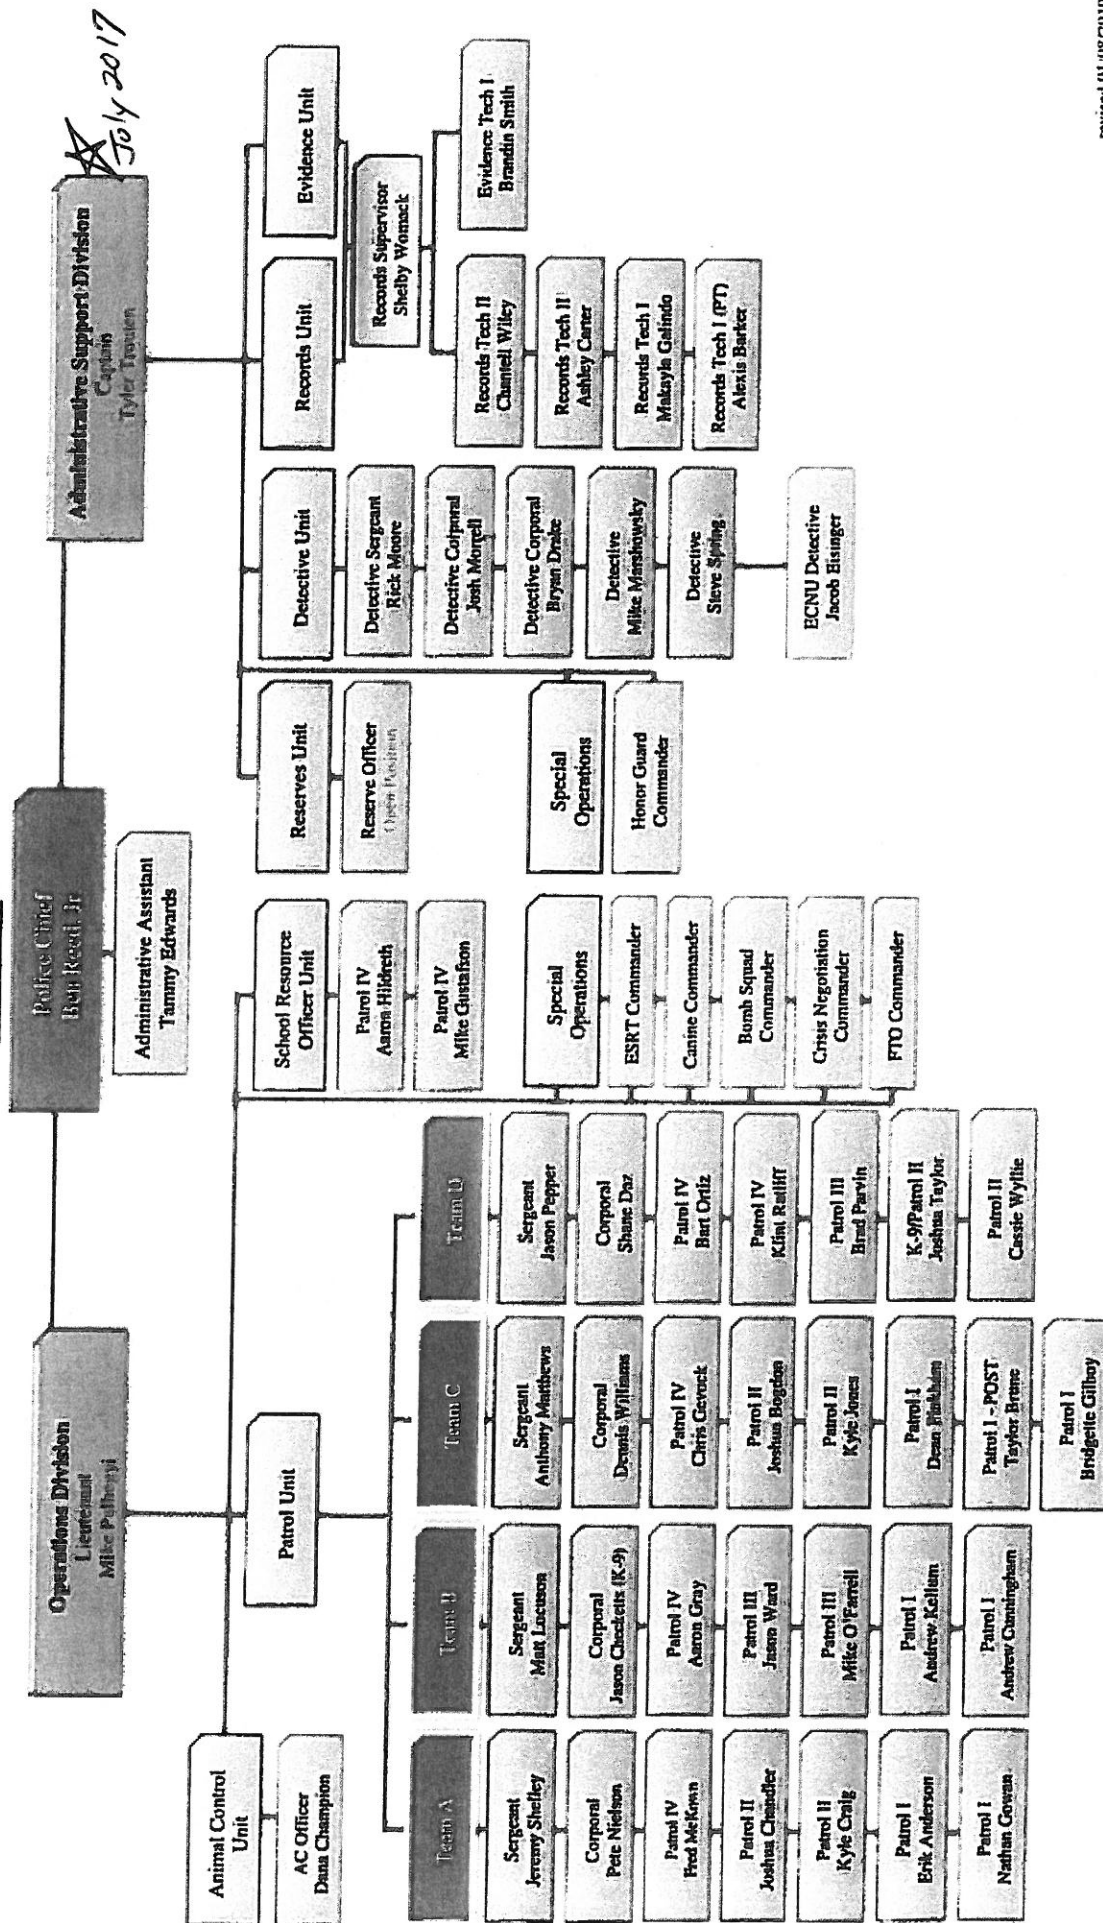 Police Chief
Ben Reed, Jr
Administrative Assistant
Tammy Edwards
Operations Division
Lieutenant
Mike
Administrative Support Division
Captain
Tyler
July 2017
Animal Control
Unit
AC Officer
Dana Champion
Patrol Unit
Team A
Sergeant
Jeremy Shelley
Corporal
Pete Nielson
Patrol IV
Fred McKnwn
Patrol II
Joshua Chandler
Patrol II
Kyle Craig
Patrol I
Erik Anderson
Patrol I
Nathan Gowan
Team B
Sergeant
Matt Locuson
Corporal
Jason Checketts (K-9)
Patrol IV
Aaron Gray
Patrol III
Jason Ward
Patrol III
Mike O'Farrell
Patrol I
Andrew Kellum
Patrol I
Andrew Cunningham
Team C
Sergeant
Anthony Matthews
Corporal
Dennis Williams
Patrol IV
Chris Gevock
Patrol II
Joshua Bogdon
Patrol II
Kyle Jones
Patrol I
Dean Pinkham
Patrol I - POST
Taylor Brune
Patrol I
Bridgette Gilboy
Team D
Sergeant
Jason Pepper
Corporal
Shane Daz
Patrol IV
Bart Ortiz
Patrol IV
Klint Ratliff
Patrol III
Brad Parvin
K-9/Patrol II
Joshua Taylor
Patrol II
Cassie Wyllie
School Resource
Officer Unit
Patrol IV
Aaron Hildreth
Patrol IV
Mike Gustafson
Special
Operations
ESRT Commander
Canine Commander
Bomb Squad
Commander
Crisis Negotiation
Commander
FTO Commander
Reserves Unit
Reserve Officer
Open Position
Special
Operations
Honor Guard
Commander
Detective Unit
Detective Sergeant
Rick Moore
Detective Corporal
Josh Morrell
Detective Corporal
Bryan Drake
Detective
Mike Marshowsky
Detective
Steve Spring
ECNU Detective
Jacob Eisinger
Records Unit
Evidence Unit
Records Supervisor
Shelby Womack
Records Tech II
Chantell Wiley
Records Tech II
Ashley Carter
Records Tech I
Makayla Galindo
Records Tech I (PT)
Alexis Barker
Evidence Tech I
Brandin Smith
revised